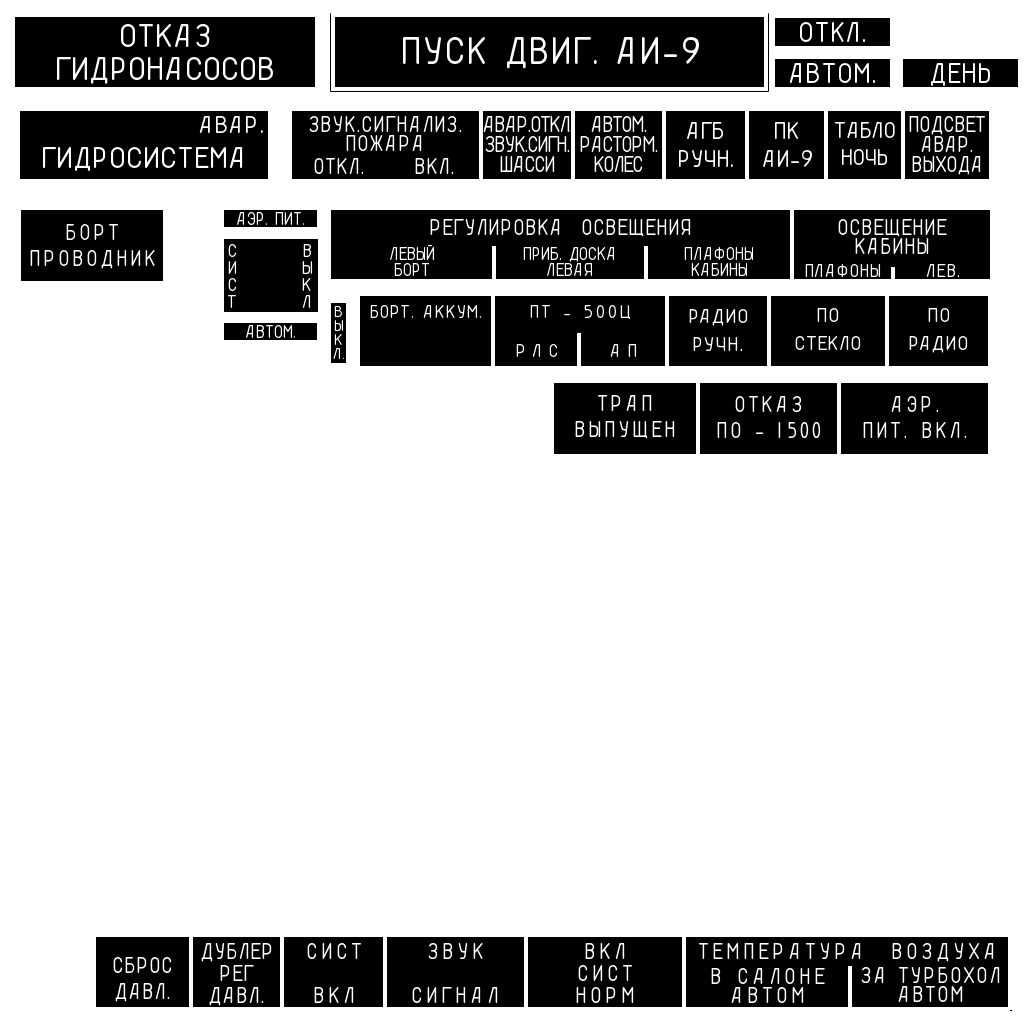 ОТКАЗ
ГИДРОНАСОСОВ
ПУСК ДВИГ. АИ-9
ОТКЛ.
АВТОМ.
ДЕНЬ
АВАР.
ГИДРОСИСТЕМА
ЗВУК.СИГНАЛИЗ.
ПОЖАРА
ОТКЛ. ВКЛ.
АВАР.ОТКЛ
ЗВУК.СИГН.
ШАССИ
АВТОМ.
РАСТОРМ.
КОЛЕС
АГБ
РУЧН.
ПК
АИ-9
ТАБЛО
НОЧЬ
ПОДСВЕТ
АВАР.
ВЫХОДА
БОРТ
ПРОВОДНИК
АЭР. ПИТ.
СИСТ
ВЫКЛ
АВТОМ.
РЕГУЛИРОВКА ОСВЕЩЕНИЯ
ЛЕВЫЙ
БОРТ
ПРИБ. ДОСКА
ЛЕВАЯ
ПЛАФОНЫ
КАБИНЫ
ОСВЕЩЕНИЕ
КАБИНЫ
ПЛАФОНЫ
ЛЕВ.
ВЫКЛ.
БОРТ. АККУМ.
ПТ - 500Ц
РЛС
АП
РАДИО
РУЧН.
ПО
СТЕКЛО
ПО
РАДИО
ТРАП
ВЫПУЩЕН
ОТКАЗ
ПО - 1500
АЭР.
ПИТ. ВКЛ.
СБРОС
ДАВЛ.
ДУБЛЕР
РЕГ
ДАВЛ.
СИСТ
ВКЛ
ЗВУК
СИГНАЛ
ВКЛ
СИСТ
НОРМ
ТЕМПЕРАТУРА ВОЗДУХА
В САЛОНЕ
АВТОМ
ЗА ТУРБОХОЛ
АВТОМ